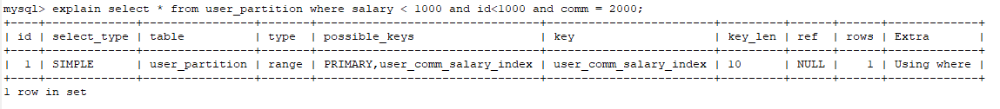 mysql> explain select * from user_partition where salary < 1000 and id<1000 and comm = 2000;
+----+-------------+----------------+-------+--------------------------------+------------------------+---------+------+------+-------------+
| id | select_type | table          | type  | possible_keys                  | key                    | key_len | ref  | rows | Extra       |
+----+-------------+----------------+-------+--------------------------------+------------------------+---------+------+------+-------------+
|  1 | SIMPLE      | user_partition | range | PRIMARY,user_comm_salary_index | user_comm_salary_index | 10      | NULL |    1 | Using where |
+----+-------------+----------------+-------+--------------------------------+------------------------+---------+------+------+-------------+
1 row in set